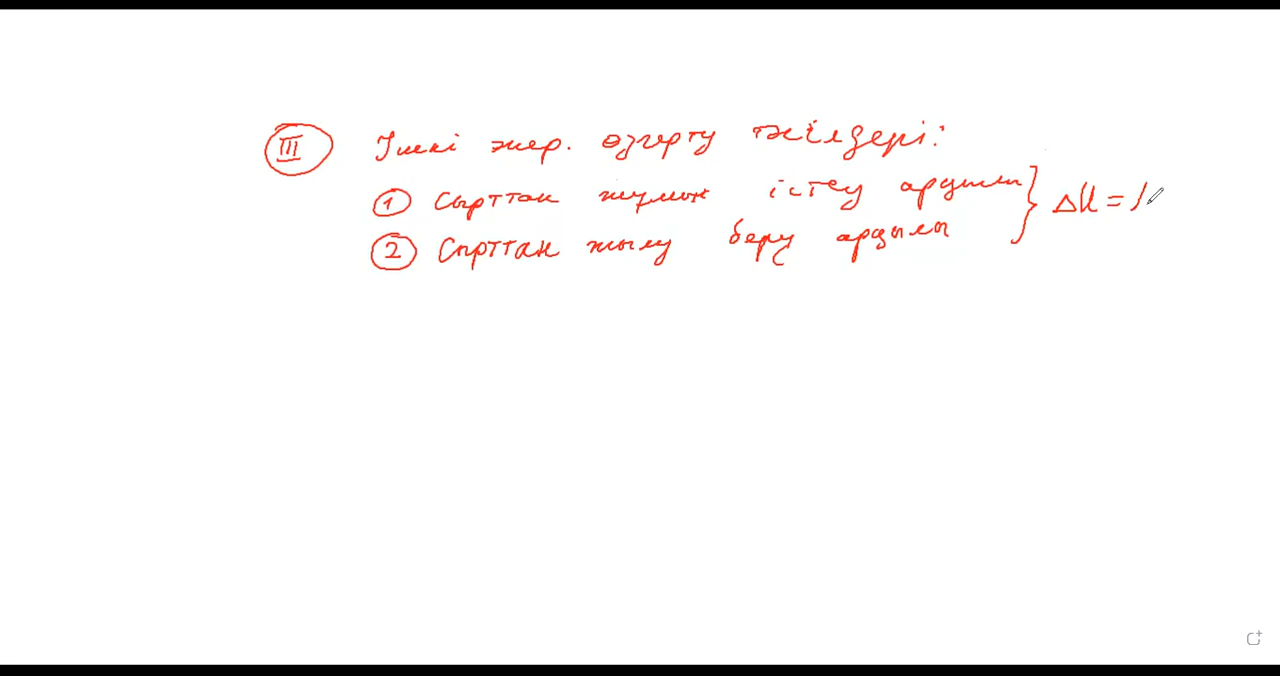 III Ішкі энер. өзгерту тәсілдері:
1 Сырттан жұмыс істеу арқылы } ΔU =
2 Сырттан жылу беру арқылы